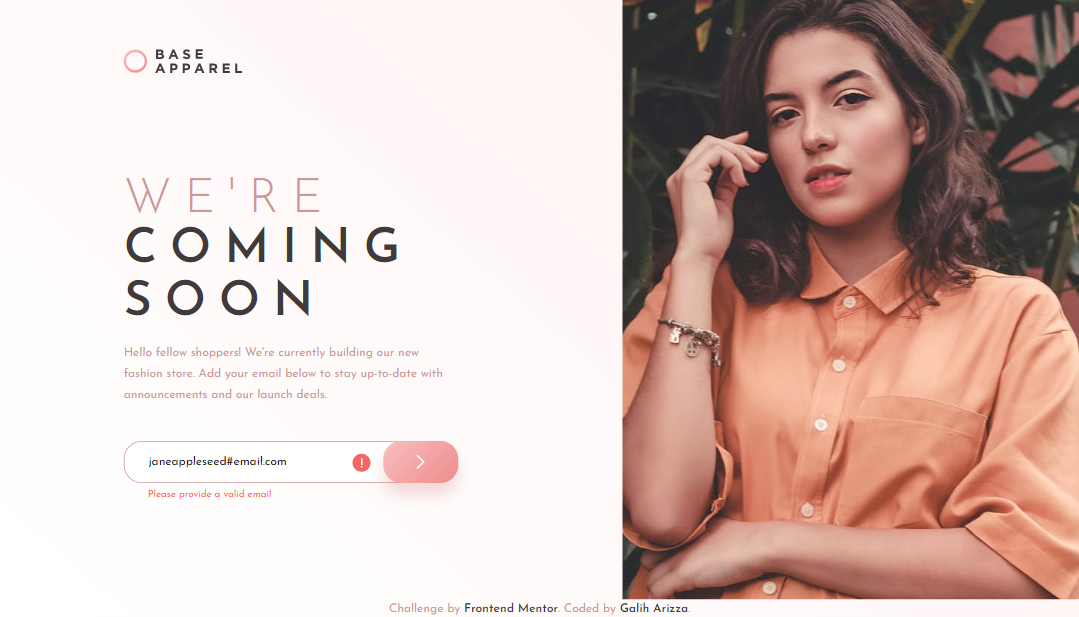 BASE
APPAREL
WE'RE
COMING
SOON
Hello fellow shoppers! We're currently building our new
fashion store. Add your email below to stay up-to-date with
announcements and our launch deals.
janeappleseed#email.com
!
Please provide a valid email
Challenge by Frontend Mentor. Coded by Galih Arizza.